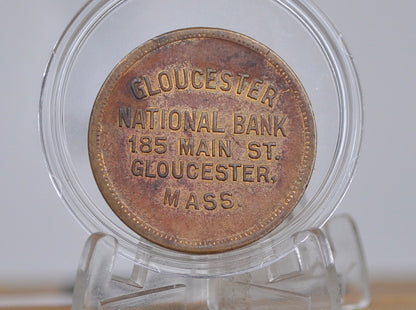 GLOUCESTER
NATIONAL BANK
185 MAIN ST.
GLOUCESTER,
MASS.